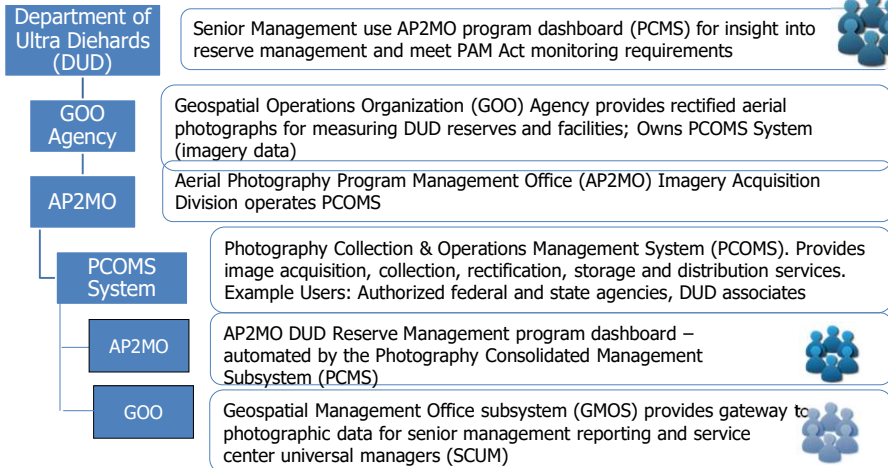 Department of
Ultra Diehards
(DUD)
Senior Management use AP2MO program dashboard (PCMS) for insight into
reserve management and meet PAM Act monitoring requirements
GOO
Agency
Geospatial Operations Organization (GOO) Agency provides rectified aerial
photographs for measuring DUD reserves and facilities; Owns PCOMS System
(imagery data)
AP2MO
Aerial Photography Program Management Office (AP2MO) Imagery Acquisition
Division operates PCOMS
PCOMS
System
Photography Collection & Operations Management System (PCOMS). Provides
image acquisition, collection, rectification, storage and distribution services.
Example Users: Authorized federal and state agencies, DUD associates
AP2MO
AP2MO DUD Reserve Management program dashboard –
automated by the Photography Consolidated Management
Subsystem (PCMS)
GOO
Geospatial Management Office subsystem (GMOS) provides gateway to
photographic data for senior management reporting and service
center universal managers (SCUM)